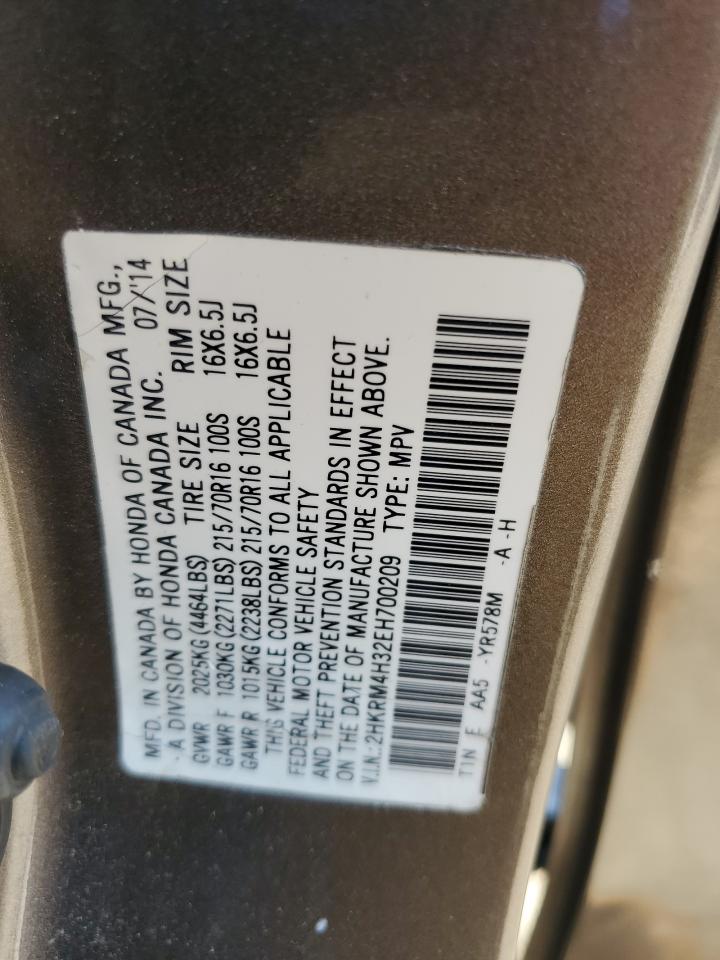 MFD. IN CANADA BY HONDA OF CANADA MFG.,
A DIVISION OF HONDA CANADA INC. 07/'14
GVWR 2025KG (4464LBS) TIRE SIZE RIM SIZE
GAWR F 1030KG (2271LBS) 215/70R16 100S 16X6.5J
GAWR R 1015KG (2238LBS) 215/70R16 100S 16X6.5J
THIS VEHICLE CONFORMS TO ALL APPLICABLE
FEDERAL MOTOR VEHICLE SAFETY
AND THEFT PREVENTION STANDARDS IN EFFECT
ON THE DATE OF MANUFACTURE SHOWN ABOVE.
V.I.N.: 2HKRM4H32EH700209 TYPE: MPV
T1N E AA5 -YR578M -A -H